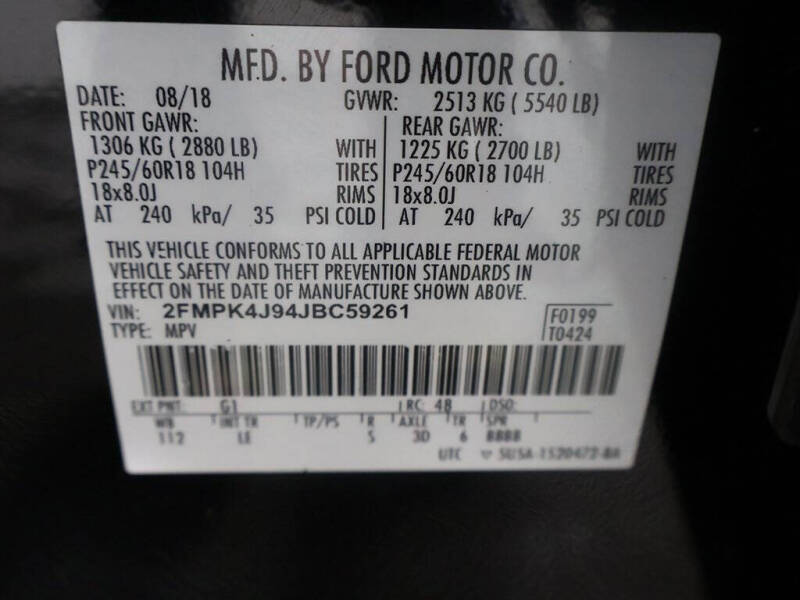 MFD. BY FORD MOTOR CO.
DATE: 08/18 GVWR: 2513 KG ( 5540 LB)
FRONT GAWR: REAR GAWR:
1306 KG ( 2880 LB) WITH 1225 KG ( 2700 LB) WITH
P245/60R18 104H TIRES P245/60R18 104H TIRES
18x8.0J RIMS 18x8.0J RIMS
AT 240 kPa/ 35 PSI COLD AT 240 kPa/ 35 PSI COLD
THIS VEHICLE CONFORMS TO ALL APPLICABLE FEDERAL MOTOR
VEHICLE SAFETY AND THEFT PREVENTION STANDARDS IN
EFFECT ON THE DATE OF MANUFACTURE SHOWN ABOVE.
VIN: 2FMPK4J94JBC59261 F0199
TYPE: MPV T0424
EXT PNT: G1 RC: 48 DSO:
WB INT TR TP/PS R AXLE TR SPR
112 LE S 3D 6 8888
UTC 5U5A-1520472-BA